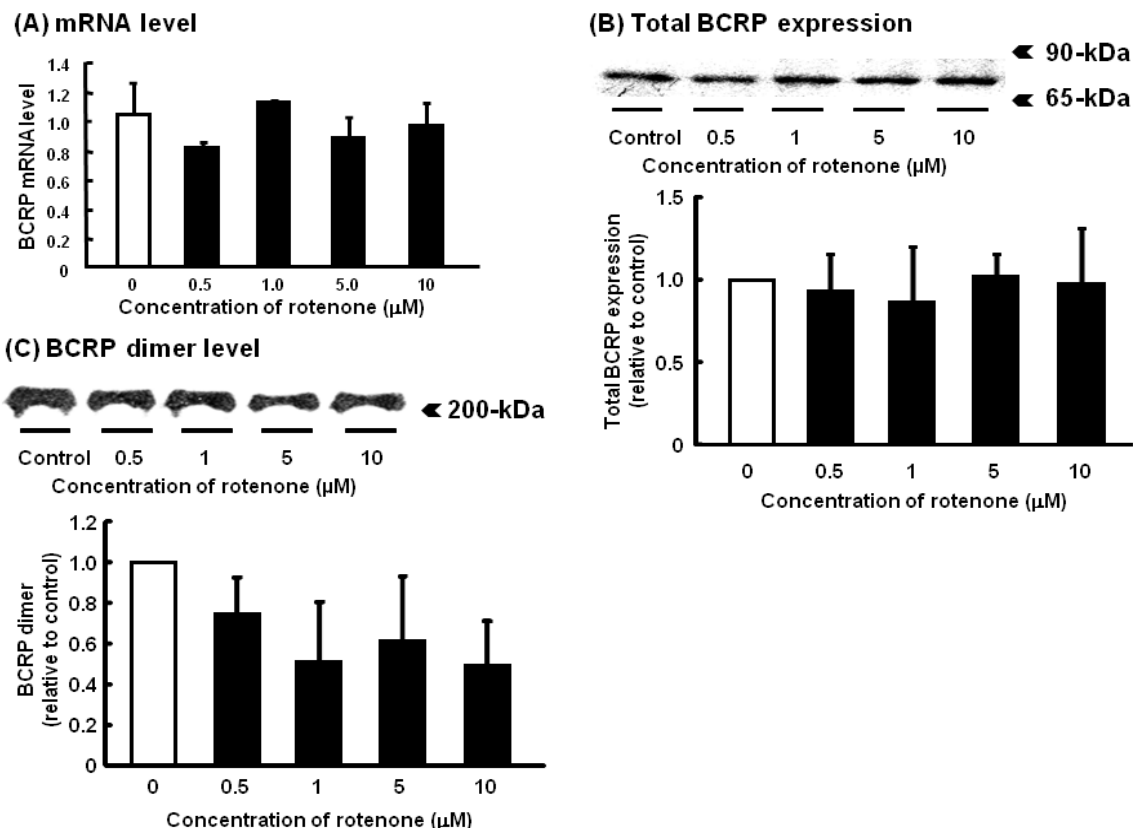 (A) mRNA level
BCRP mRNA level
1.4
1.2
1.0
0.8
0.6
0.4
0.2
0
0 0.5 1.0 5.0 10
Concentration of rotenone (μM)
(B) Total BCRP expression
90-kDa
65-kDa
Control 0.5 1 5 10
Concentration of rotenone (μM)
Total BCRP expression
(relative to control)
1.5
1.0
0.5
0
0 0.5 1 5 10
Concentration of rotenone (μM)
(C) BCRP dimer level
200-kDa
Control 0.5 1 5 10
Concentration of rotenone (μM)
BCRP dimer
(relative to control)
1.2
1.0
0.8
0.6
0.4
0.2
0
0 0.5 1 5 10
Concentration of rotenone (μM)